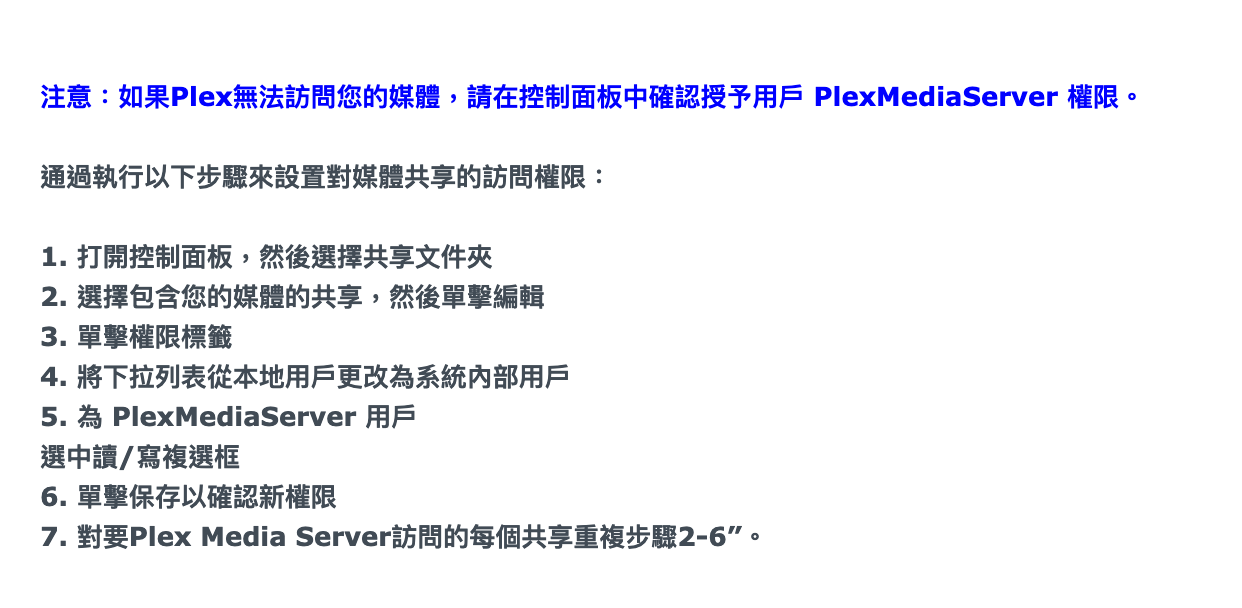 注意：如果Plex無法訪問您的媒體，請在控制面板中確認授予用戶 PlexMediaServer 權限。
通過執行以下步驟來設置對媒體共享的訪問權限：
1. 打開控制面板，然後選擇共享文件夾
2. 選擇包含您的媒體的共享，然後單擊編輯
3. 單擊權限標籤
4. 將下拉列表從本地用戶更改為系統內部用戶
5. 為 PlexMediaServer 用戶
選中讀/寫複選框
6. 單擊保存以確認新權限
7. 對要Plex Media Server訪問的每個共享重複步驟2-6”。